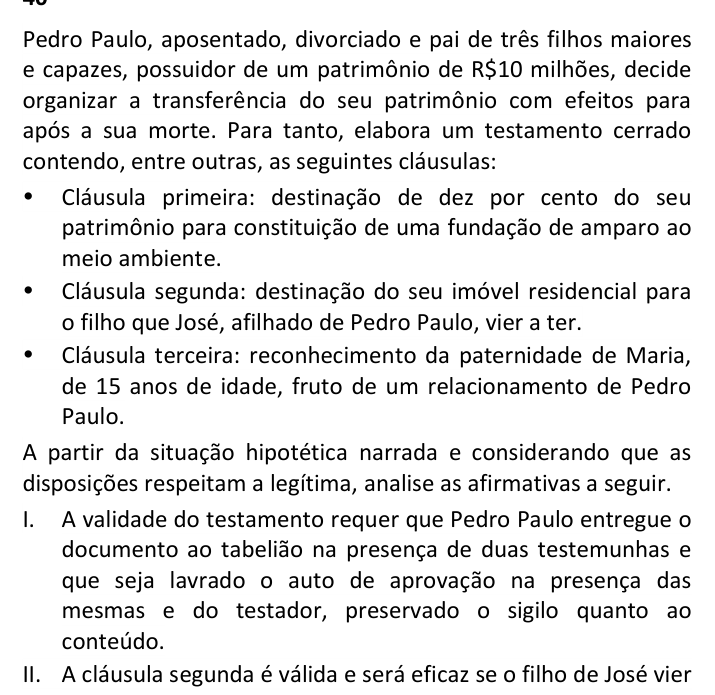 Pedro Paulo, aposentado, divorciado e pai de três filhos maiores
e capazes, possuidor de um patrimônio de R$10 milhões, decide
organizar a transferência do seu patrimônio com efeitos para
após a sua morte. Para tanto, elabora um testamento cerrado
contendo, entre outras, as seguintes cláusulas:
• Cláusula primeira: destinação de dez por cento do seu
patrimônio para constituição de uma fundação de amparo ao
meio ambiente.
• Cláusula segunda: destinação do seu imóvel residencial para
o filho que José, afilhado de Pedro Paulo, vier a ter.
• Cláusula terceira: reconhecimento da paternidade de Maria,
de 15 anos de idade, fruto de um relacionamento de Pedro
Paulo.
A partir da situação hipotética narrada e considerando que as
disposições respeitam a legítima, analise as afirmativas a seguir.
I. A validade do testamento requer que Pedro Paulo entregue o
documento ao tabelião na presença de duas testemunhas e
que seja lavrado o auto de aprovação na presença das
mesmas e do testador, preservado o sigilo quanto ao
conteúdo.
II. A cláusula segunda é válida e será eficaz se o filho de José vier